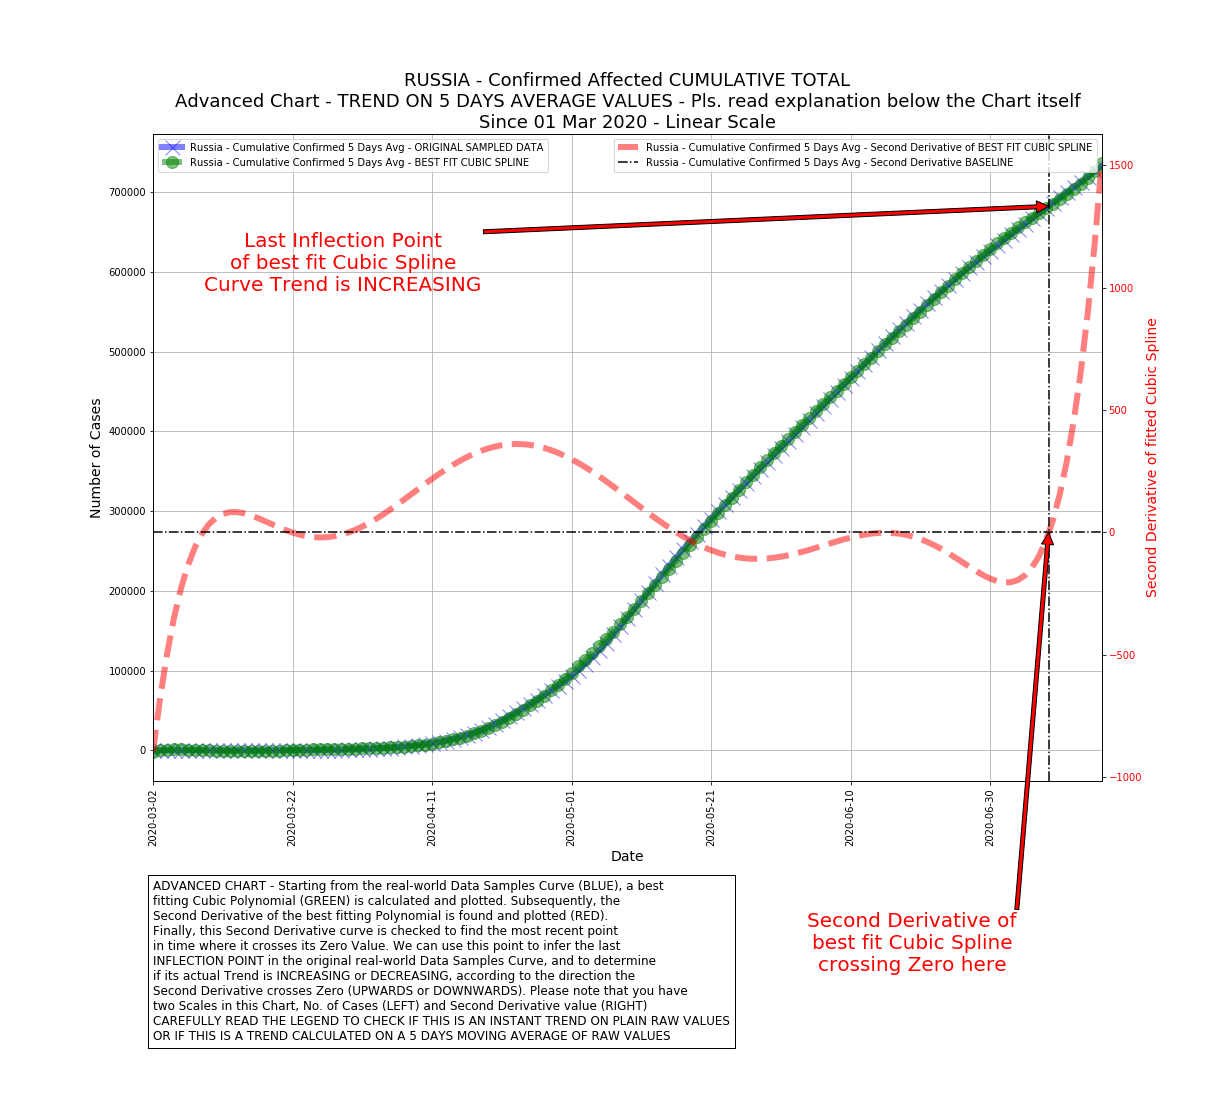 RUSSIA - Confirmed Affected CUMULATIVE TOTAL
Advanced Chart - TREND ON 5 DAYS AVERAGE VALUES - Pls. read explanation below the Chart itself
Since 01 Mar 2020 - Linear Scale
Russia - Cumulative Confirmed 5 Days Avg - ORIGINAL SAMPLED DATA
Russia - Cumulative Confirmed 5 Days Avg - BEST FIT CUBIC SPLINE
Russia - Cumulative Confirmed 5 Days Avg - Second Derivative of BEST FIT CUBIC SPLINE
Russia - Cumulative Confirmed 5 Days Avg - Second Derivative BASELINE
Last Inflection Point
of best fit Cubic Spline
Curve Trend is INCREASING
Number of Cases
700000
600000
500000
400000
300000
200000
100000
0
1500
1000
500
0
−500
−1000
Second Derivative of fitted Cubic Spline
2020-03-02
2020-03-22
2020-04-11
2020-05-01
2020-05-21
2020-06-10
2020-06-30
Date
ADVANCED CHART - Starting from the real-world Data Samples Curve (BLUE), a best
fitting Cubic Polynomial (GREEN) is calculated and plotted. Subsequently, the
Second Derivative of the best fitting Polynomial is found and plotted (RED).
Finally, this Second Derivative curve is checked to find the most recent point
in time where it crosses its Zero Value. We can use this point to infer the last
INFLECTION POINT in the original real-world Data Samples Curve, and to determine
if its actual Trend is INCREASING or DECREASING, according to the direction the
Second Derivative crosses Zero (UPWARDS or DOWNWARDS). Please note that you have
two Scales in this Chart, No. of Cases (LEFT) and Second Derivative value (RIGHT)
CAREFULLY READ THE LEGEND TO CHECK IF THIS IS AN INSTANT TREND ON PLAIN RAW VALUES
OR IF THIS IS A TREND CALCULATED ON A 5 DAYS MOVING AVERAGE OF RAW VALUES
Second Derivative of
best fit Cubic Spline
crossing Zero here